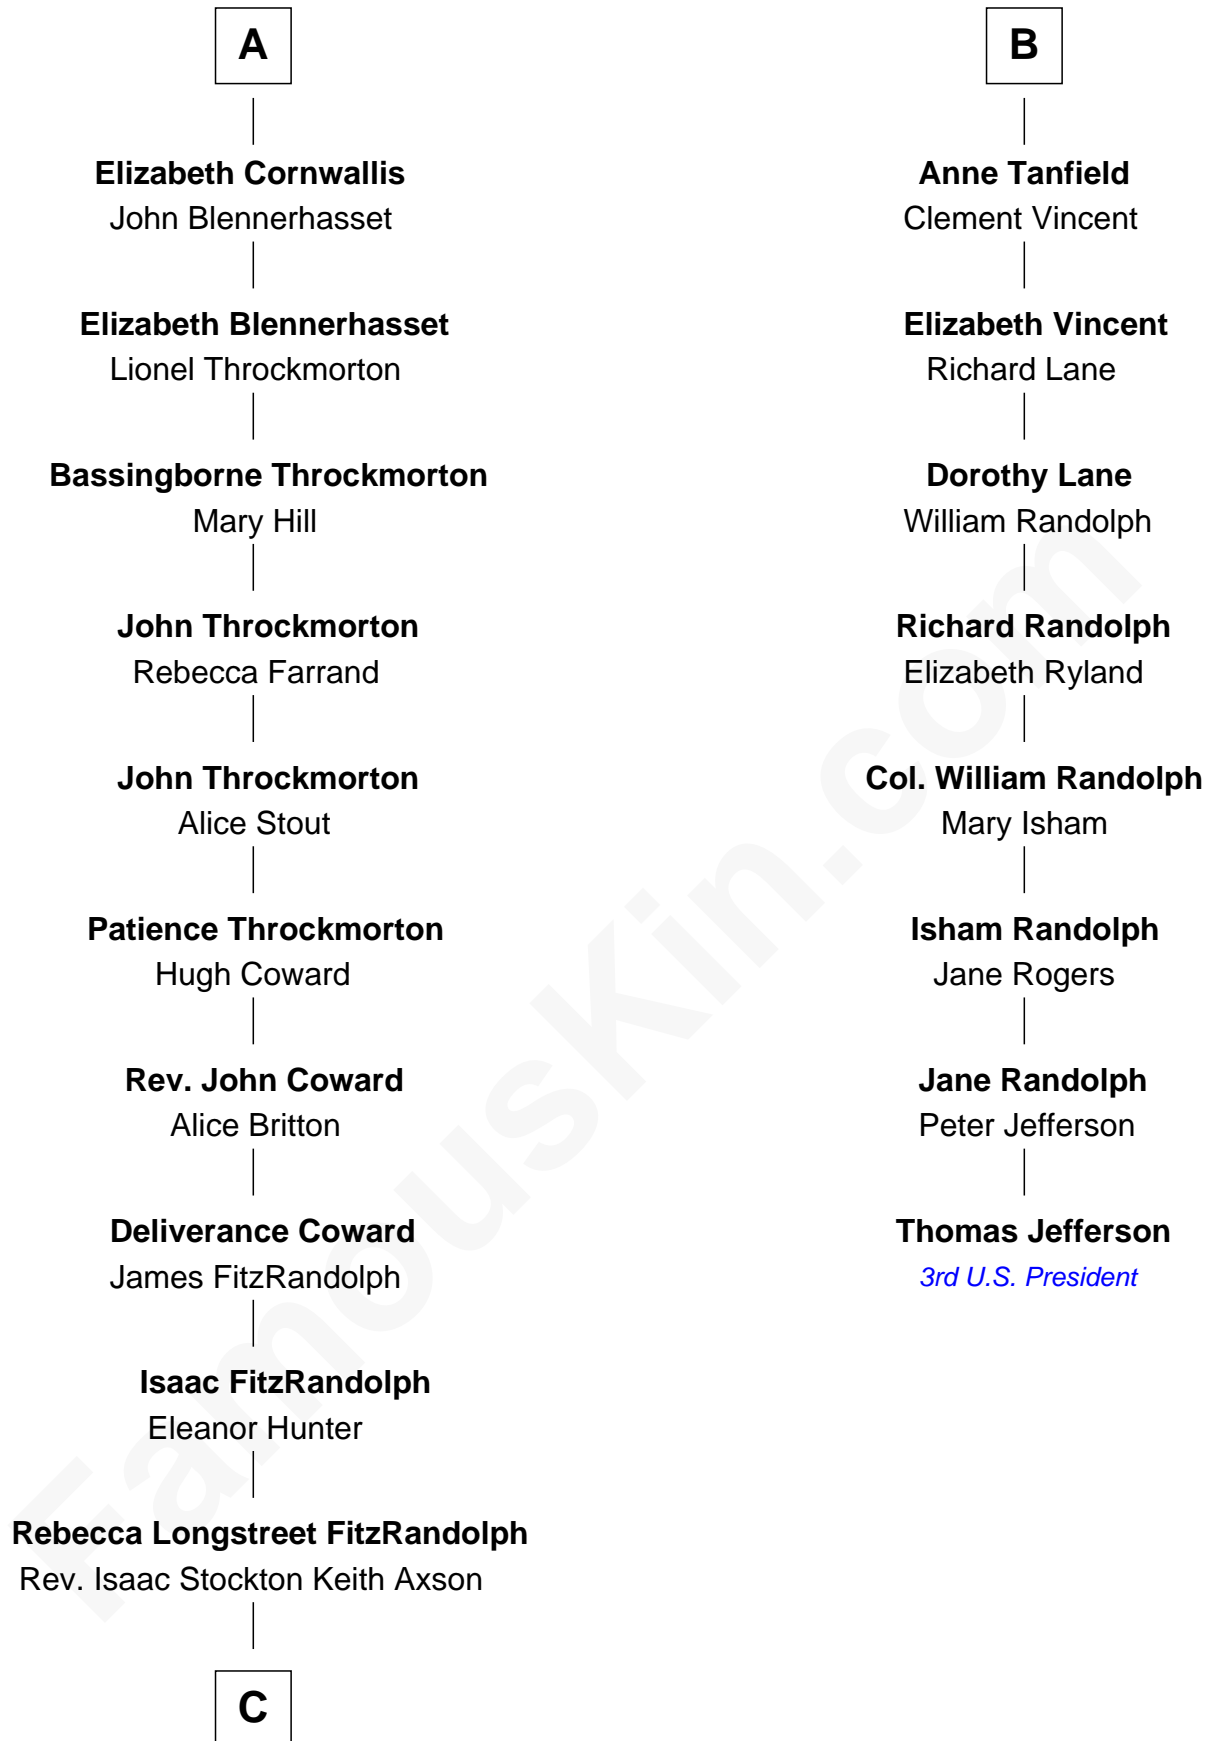 A
Elizabeth Cornwallis
John Blennerhasset
Elizabeth Blennerhasset
Lionel Throckmorton
Bassingborne Throckmorton
Mary Hill
John Throckmorton
Rebecca Farrand
John Throckmorton
Alice Stout
Patience Throckmorton
Hugh Coward
Rev. John Coward
Alice Britton
Deliverance Coward
James FitzRandolph
Isaac FitzRandolph
Eleanor Hunter
Rebecca Longstreet FitzRandolph
Rev. Isaac Stockton Keith Axson
C
B
Anne Tanfield
Clement Vincent
Elizabeth Vincent
Richard Lane
Dorothy Lane
William Randolph
Richard Randolph
Elizabeth Ryland
Col. William Randolph
Mary Isham
Isham Randolph
Jane Rogers
Jane Randolph
Peter Jefferson
Thomas Jefferson
3rd U.S. President
FamousKin.com